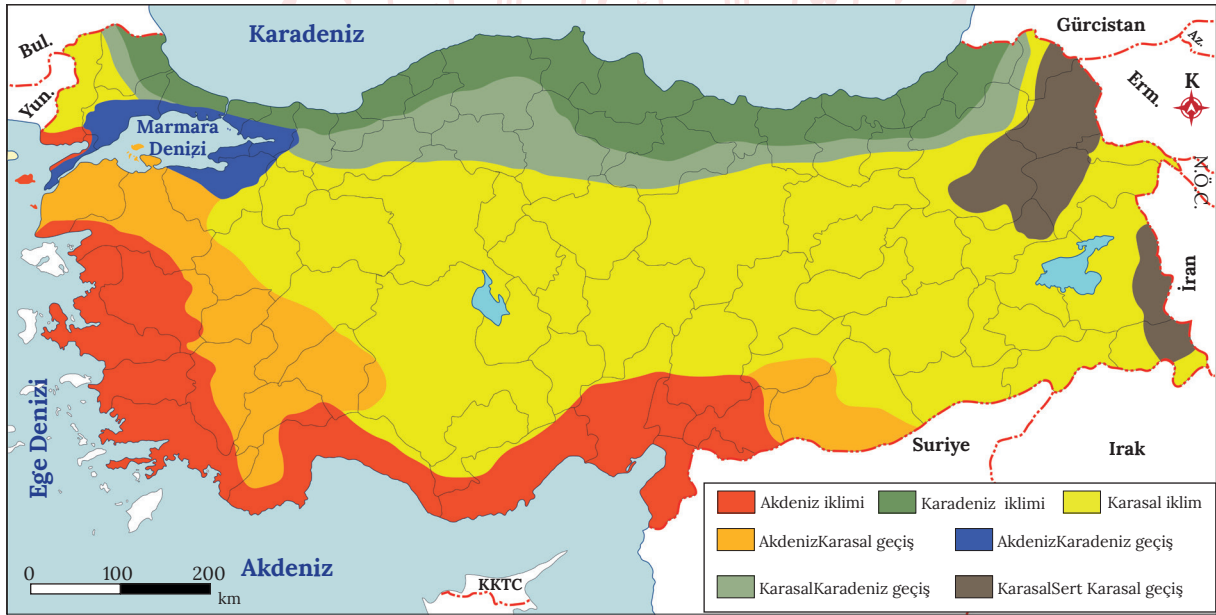 Karadeniz
Gürcistan
Bul.
Az.
Yun.
Erm.
K
Marmara
Denizi
N.Ö.C.
İran
Ege Denizi
Suriye
Irak
Akdeniz
KKTC
0 100 200
km
Akdeniz iklimi
Karadeniz iklimi
Karasal iklim
AkdenizKarasal geçiş
AkdenizKaradeniz geçiş
KarasalKaradeniz geçiş
KarasalSert Karasal geçiş